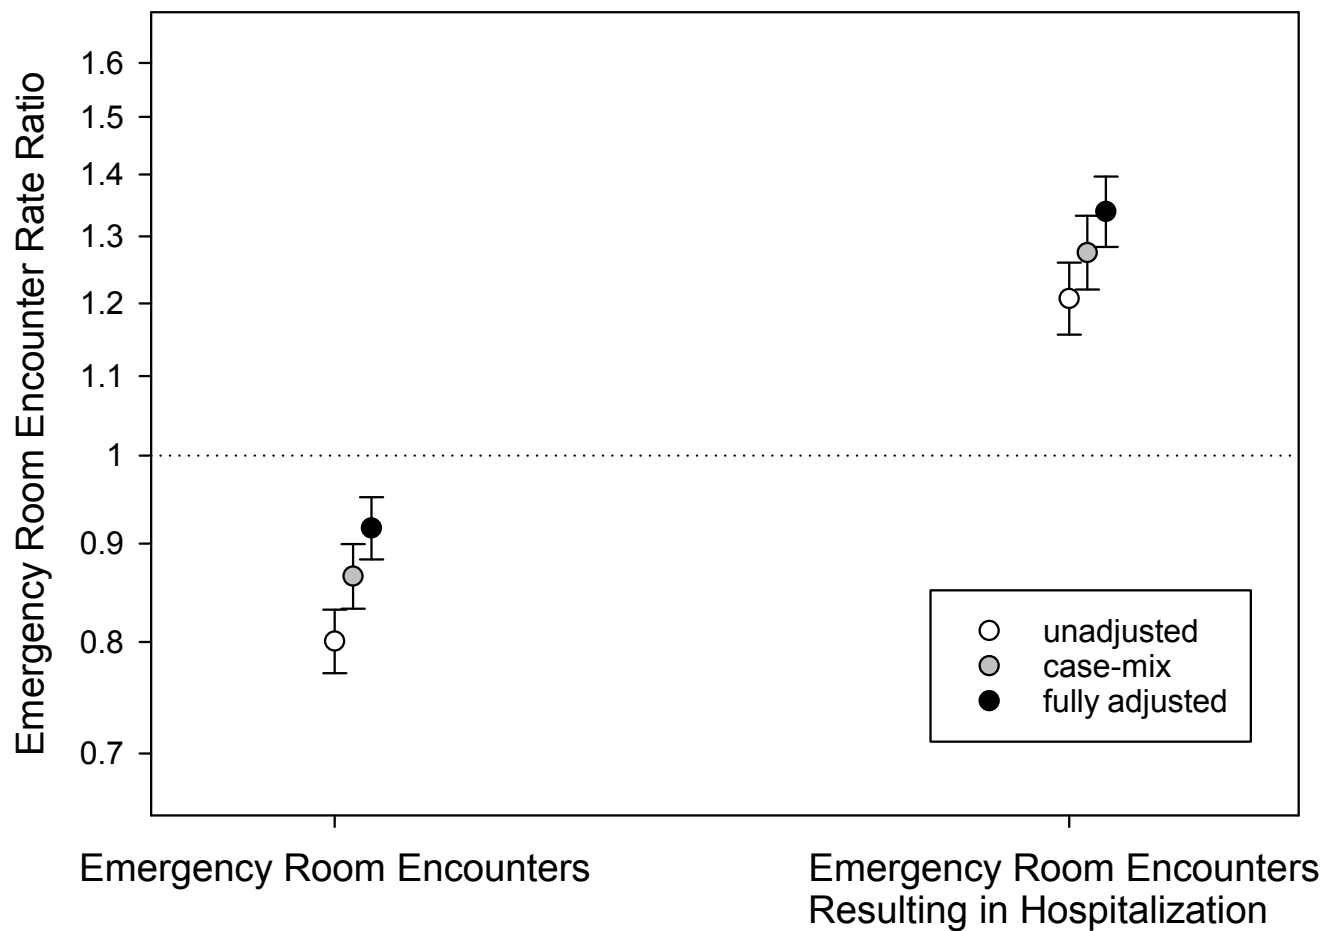 Emergency Room Encounter Rate Ratio
1.6
1.5
1.4
1.3
1.2
1.1
1
0.9
0.8
0.7
unadjusted
case-mix
fully adjusted
Emergency Room Encounters
Emergency Room Encounters
Resulting in Hospitalization